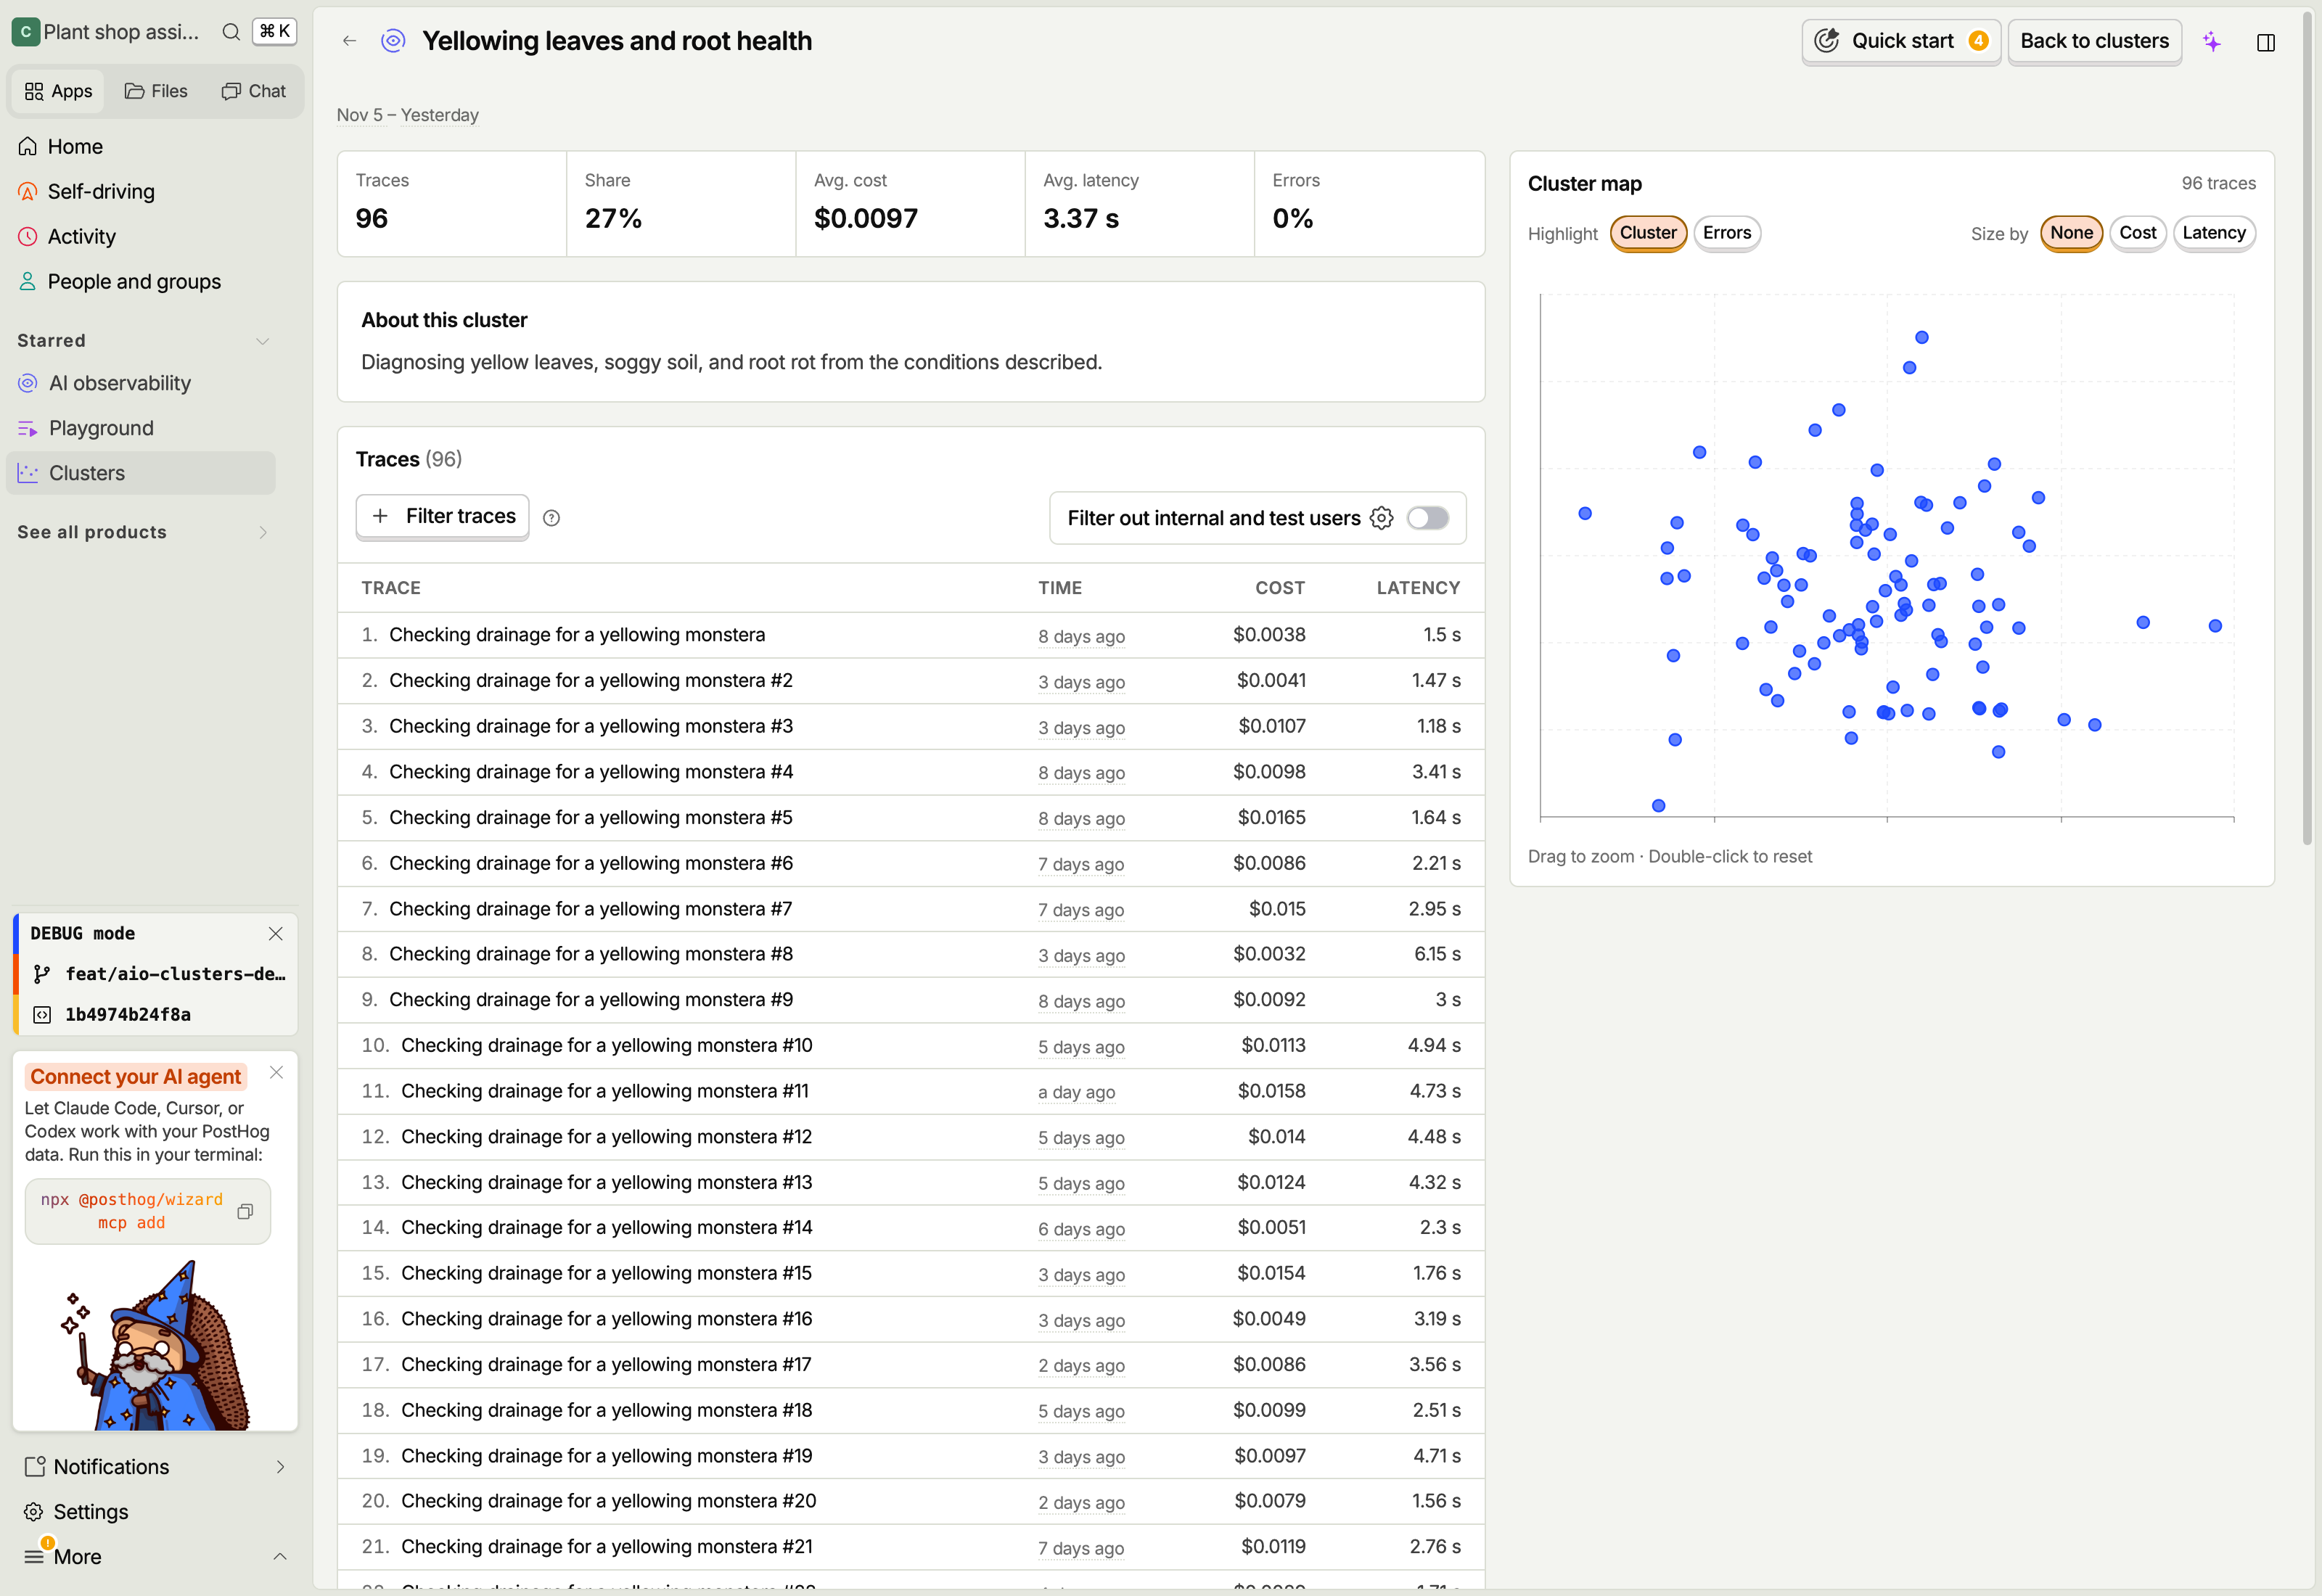 C Plant shop assi... ⌘ K
Apps Files Chat
Home
Self-driving
Activity
People and groups
Starred
AI observability
Playground
Clusters
See all products
DEBUG mode
feat/aio-clusters-de…
1b4974b24f8a
Connect your AI agent
Let Claude Code, Cursor, or
Codex work with your PostHog
data. Run this in your terminal:
npx @posthog/wizard
mcp add
Notifications
Settings
More
Yellowing leaves and root health
Quick start 4
Back to clusters
Nov 5 – Yesterday
Traces Share Avg. cost Avg. latency Errors
96 27% $0.0097 3.37 s 0%
About this cluster
Diagnosing yellow leaves, soggy soil, and root rot from the conditions described.
Traces (96)
+ Filter traces ?
Filter out internal and test users
TRACE TIME COST LATENCY
1. Checking drainage for a yellowing monstera 8 days ago $0.0038 1.5 s
2. Checking drainage for a yellowing monstera #2 3 days ago $0.0041 1.47 s
3. Checking drainage for a yellowing monstera #3 3 days ago $0.0107 1.18 s
4. Checking drainage for a yellowing monstera #4 8 days ago $0.0098 3.41 s
5. Checking drainage for a yellowing monstera #5 8 days ago $0.0165 1.64 s
6. Checking drainage for a yellowing monstera #6 7 days ago $0.0086 2.21 s
7. Checking drainage for a yellowing monstera #7 7 days ago $0.015 2.95 s
8. Checking drainage for a yellowing monstera #8 3 days ago $0.0032 6.15 s
9. Checking drainage for a yellowing monstera #9 8 days ago $0.0092 3 s
10. Checking drainage for a yellowing monstera #10 5 days ago $0.0113 4.94 s
11. Checking drainage for a yellowing monstera #11 a day ago $0.0158 4.73 s
12. Checking drainage for a yellowing monstera #12 5 days ago $0.014 4.48 s
13. Checking drainage for a yellowing monstera #13 5 days ago $0.0124 4.32 s
14. Checking drainage for a yellowing monstera #14 6 days ago $0.0051 2.3 s
15. Checking drainage for a yellowing monstera #15 3 days ago $0.0154 1.76 s
16. Checking drainage for a yellowing monstera #16 3 days ago $0.0049 3.19 s
17. Checking drainage for a yellowing monstera #17 2 days ago $0.0086 3.56 s
18. Checking drainage for a yellowing monstera #18 5 days ago $0.0099 2.51 s
19. Checking drainage for a yellowing monstera #19 3 days ago $0.0097 4.71 s
20. Checking drainage for a yellowing monstera #20 2 days ago $0.0079 1.56 s
21. Checking drainage for a yellowing monstera #21 7 days ago $0.0119 2.76 s
Cluster map 96 traces
Highlight Cluster Errors Size by None Cost Latency
Drag to zoom · Double-click to reset